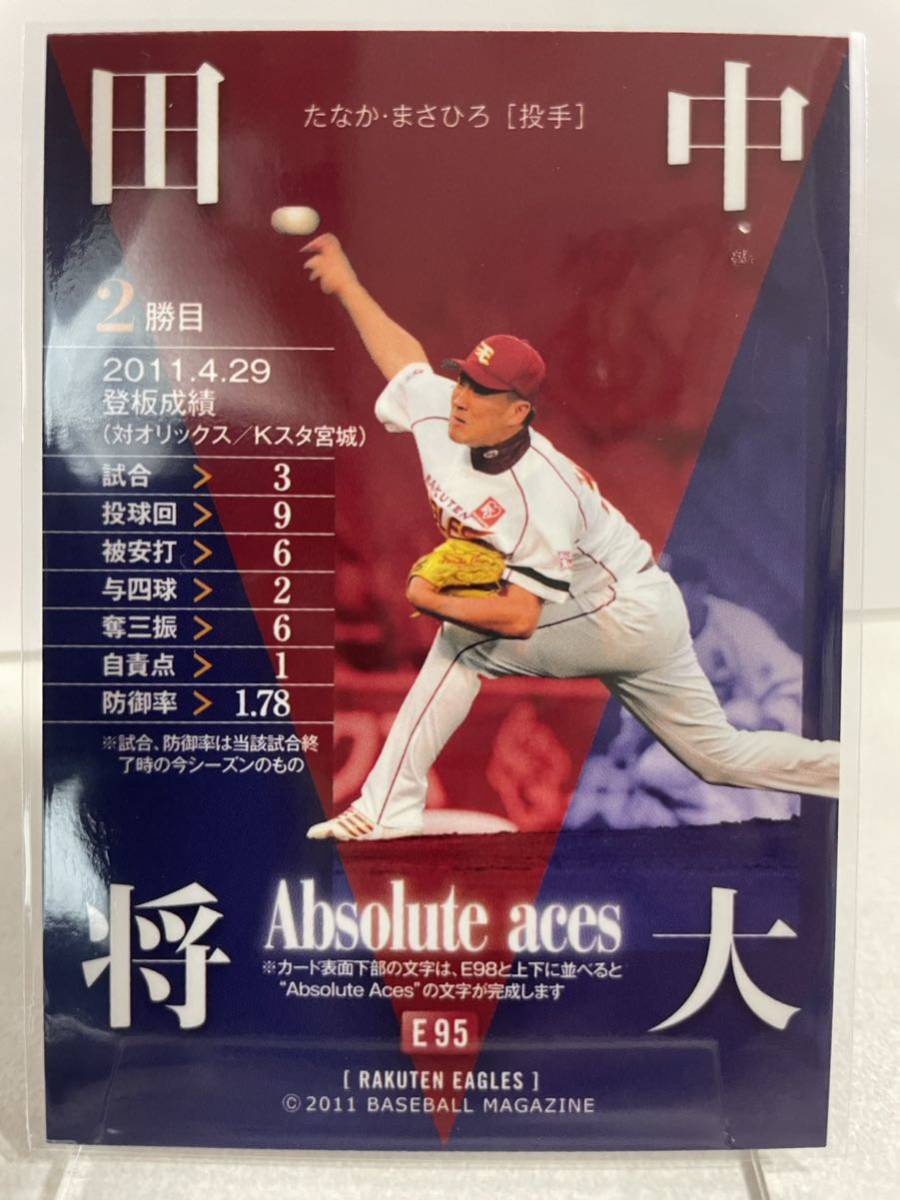 田中
たなか・まさひろ［投手］
2勝目
2011.4.29
登板成績
（対オリックス／Kスタ宮城）
試合 > 3
投球回 > 9
被安打 > 6
与四球 > 2
奪三振 > 6
自責点 > 1
防御率 > 1.78
※試合、防御率は当該試合終
了時の今シーズンのもの
RAKUTEN
将大
Absolute aces
※カード表面下部の文字は、E98と上下に並べると
“Absolute Aces”の文字が完成します
E95
[ RAKUTEN EAGLES ]
© 2011 BASEBALL MAGAZINE